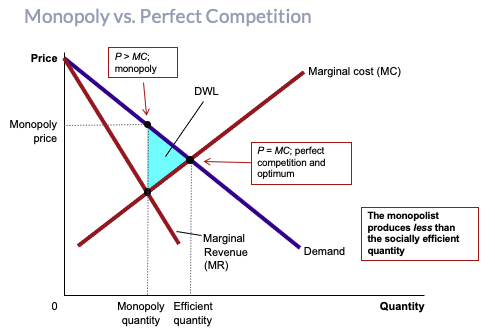 Monopoly vs. Perfect Competition
Price
P > MC;
monopoly
Marginal cost (MC)
DWL
Monopoly
price
P = MC; perfect
competition and
optimum
The monopolist
produces less than
the socially efficient
quantity
Marginal
Revenue
(MR)
Demand
0
Monopoly
quantity
Efficient
quantity
Quantity